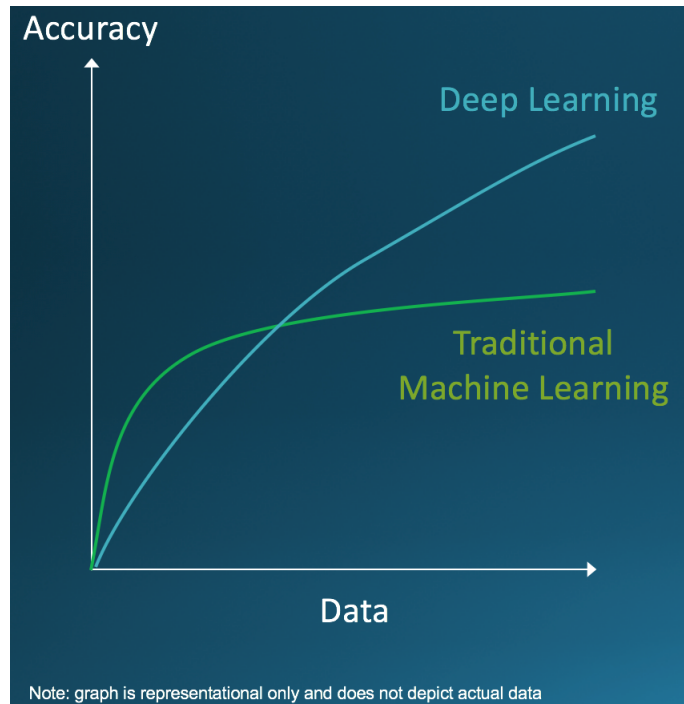 Accuracy
Deep Learning
Traditional
Machine Learning
Data
Note: graph is representational only and does not depict actual data